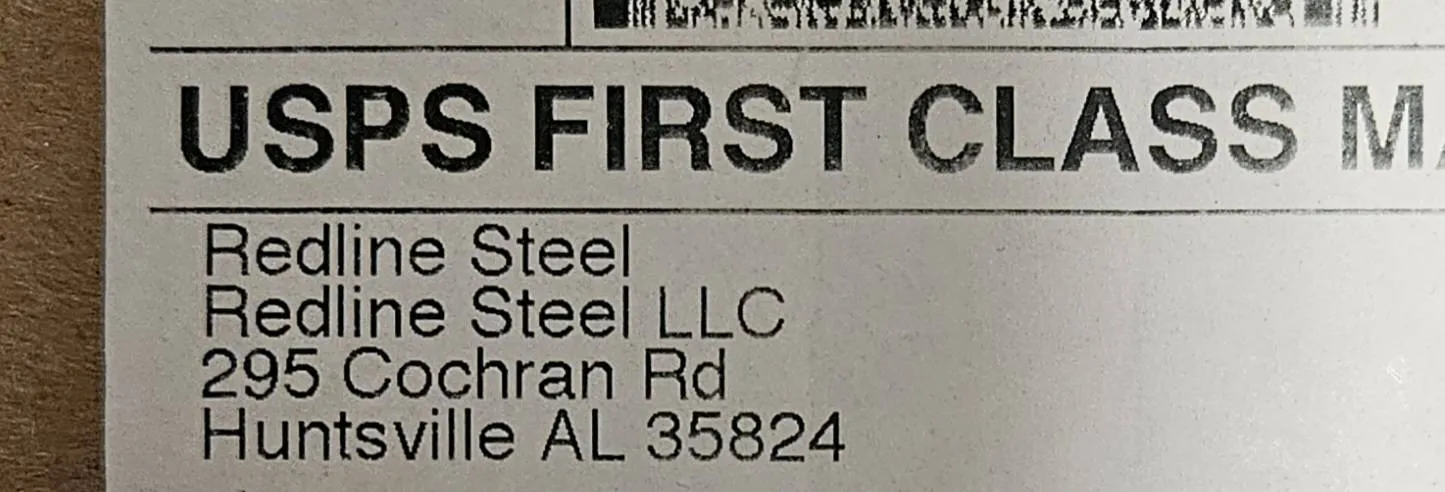 USPS FIRST CLASS M
Redline Steel
Redline Steel LLC
295 Cochran Rd
Huntsville AL 35824